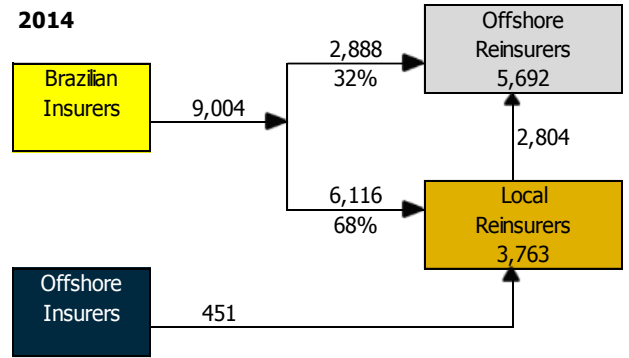 2014
Brazilian
Insurers
9,004
2,888
32%
Offshore
Reinsurers
5,692
2,804
6,116
68%
Local
Reinsurers
3,763
Offshore
Insurers
451